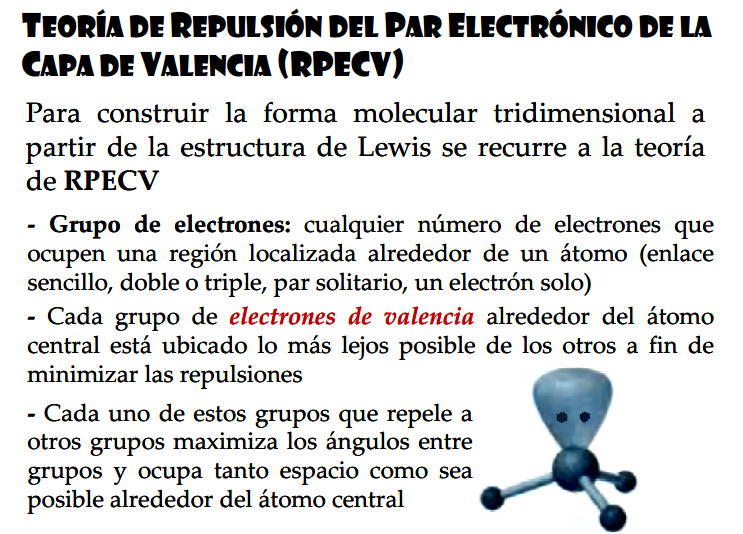 TEORÍA DE REPULSIÓN DEL PAR ELECTRÓNICO DE LA
CAPA DE VALENCIA (RPECV)
Para construir la forma molecular tridimensional a
partir de la estructura de Lewis se recurre a la teoría
de RPECV
- Grupo de electrones: cualquier número de electrones que
ocupen una región localizada alrededor de un átomo (enlace
sencillo, doble o triple, par solitario, un electrón solo)
- Cada grupo de electrones de valencia alrededor del átomo
central está ubicado lo más lejos posible de los otros a fin de
minimizar las repulsiones
- Cada uno de estos grupos que repele a
otros grupos maximiza los ángulos entre
grupos y ocupa tanto espacio como sea
posible alrededor del átomo central